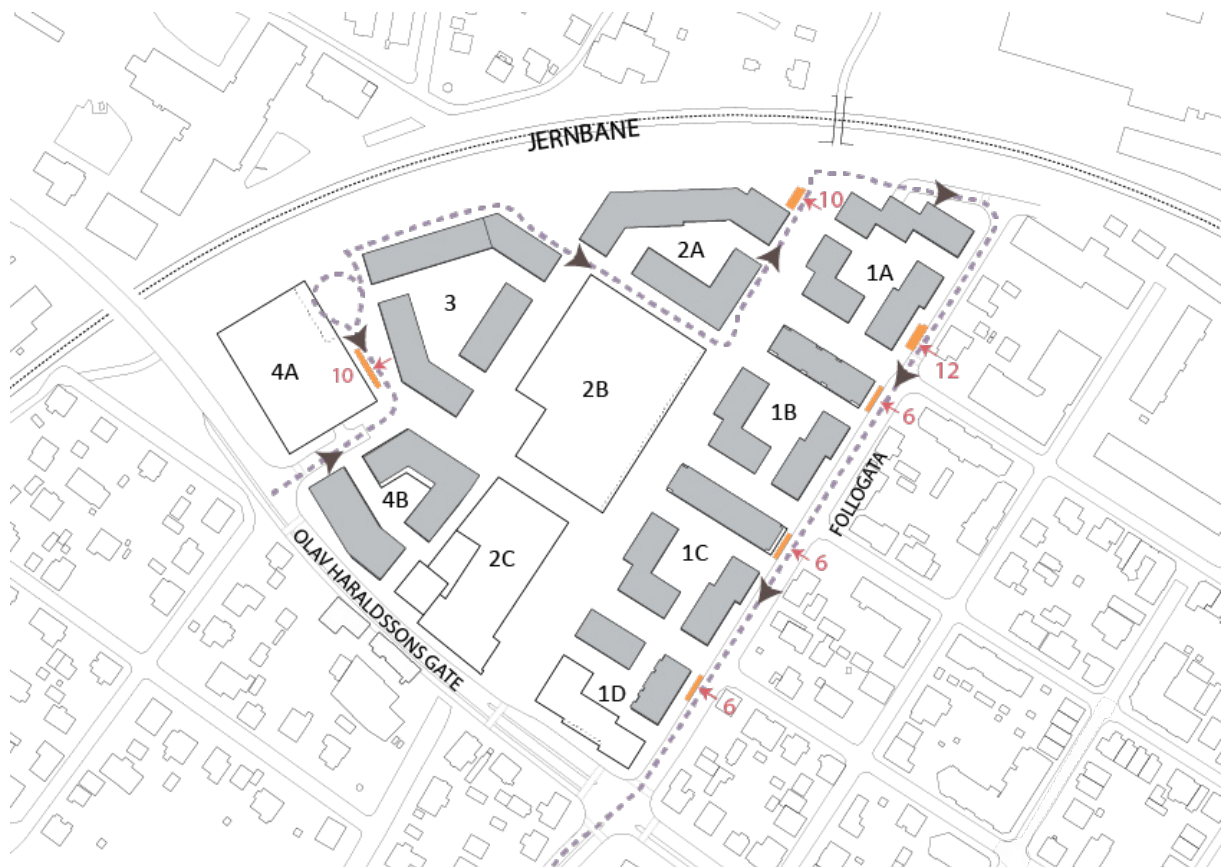 JERNBANE
10
2A
1A
3
10
4A
2B
12
1B
6
4B
FOLLOGATA
2C
1C
6
OLAV HARALDSSONS GATE
1D
6